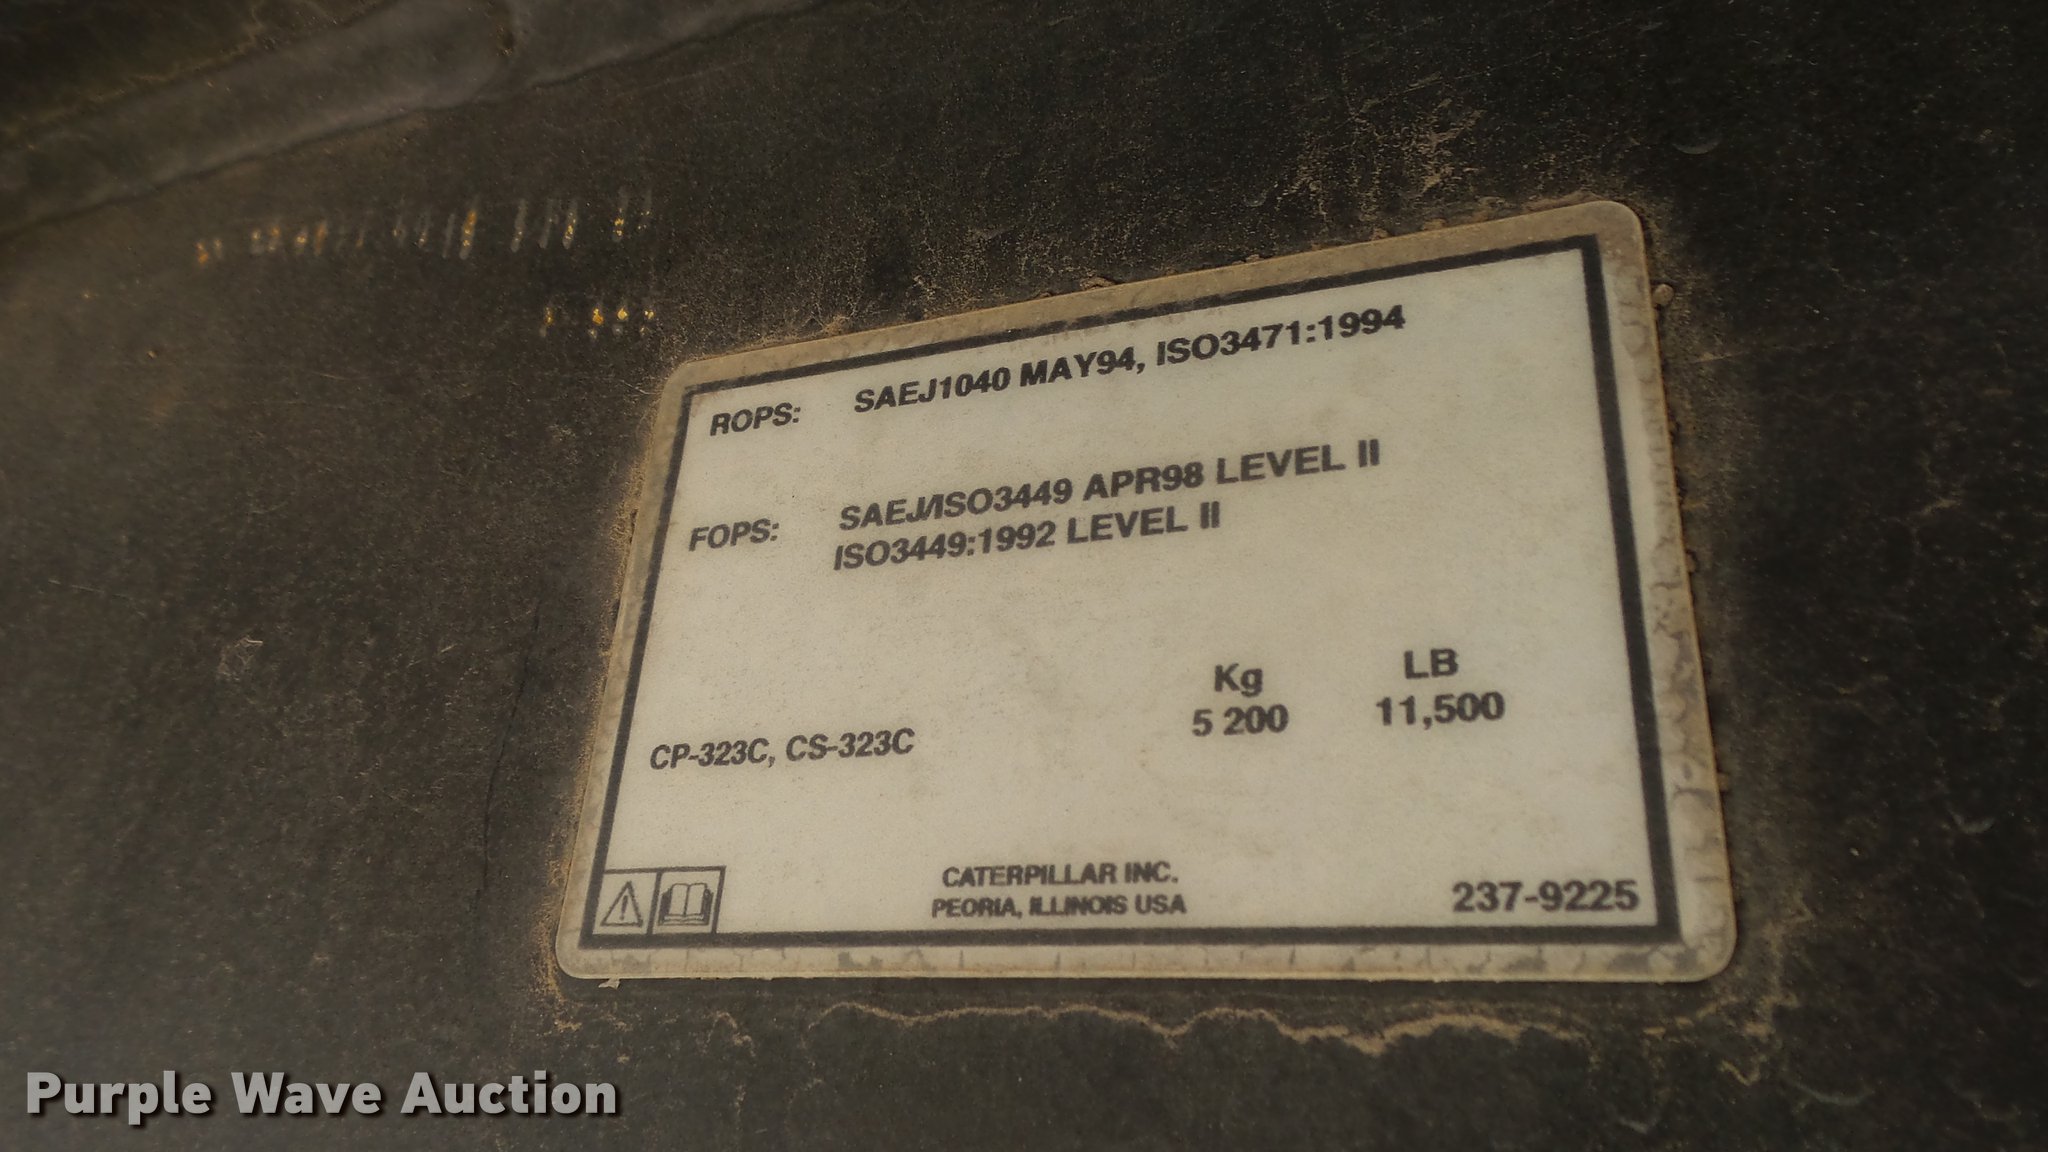 ROPS: SAEJ1040 MAY94, ISO3471:1994
FOPS: SAEJ/ISO3449 APR98 LEVEL II
ISO3449:1992 LEVEL II
Kg LB
CP-323C, CS-323C 5 200 11,500
CATERPILLAR INC.
PEORIA, ILLINOIS USA
237-9225
Purple Wave Auction